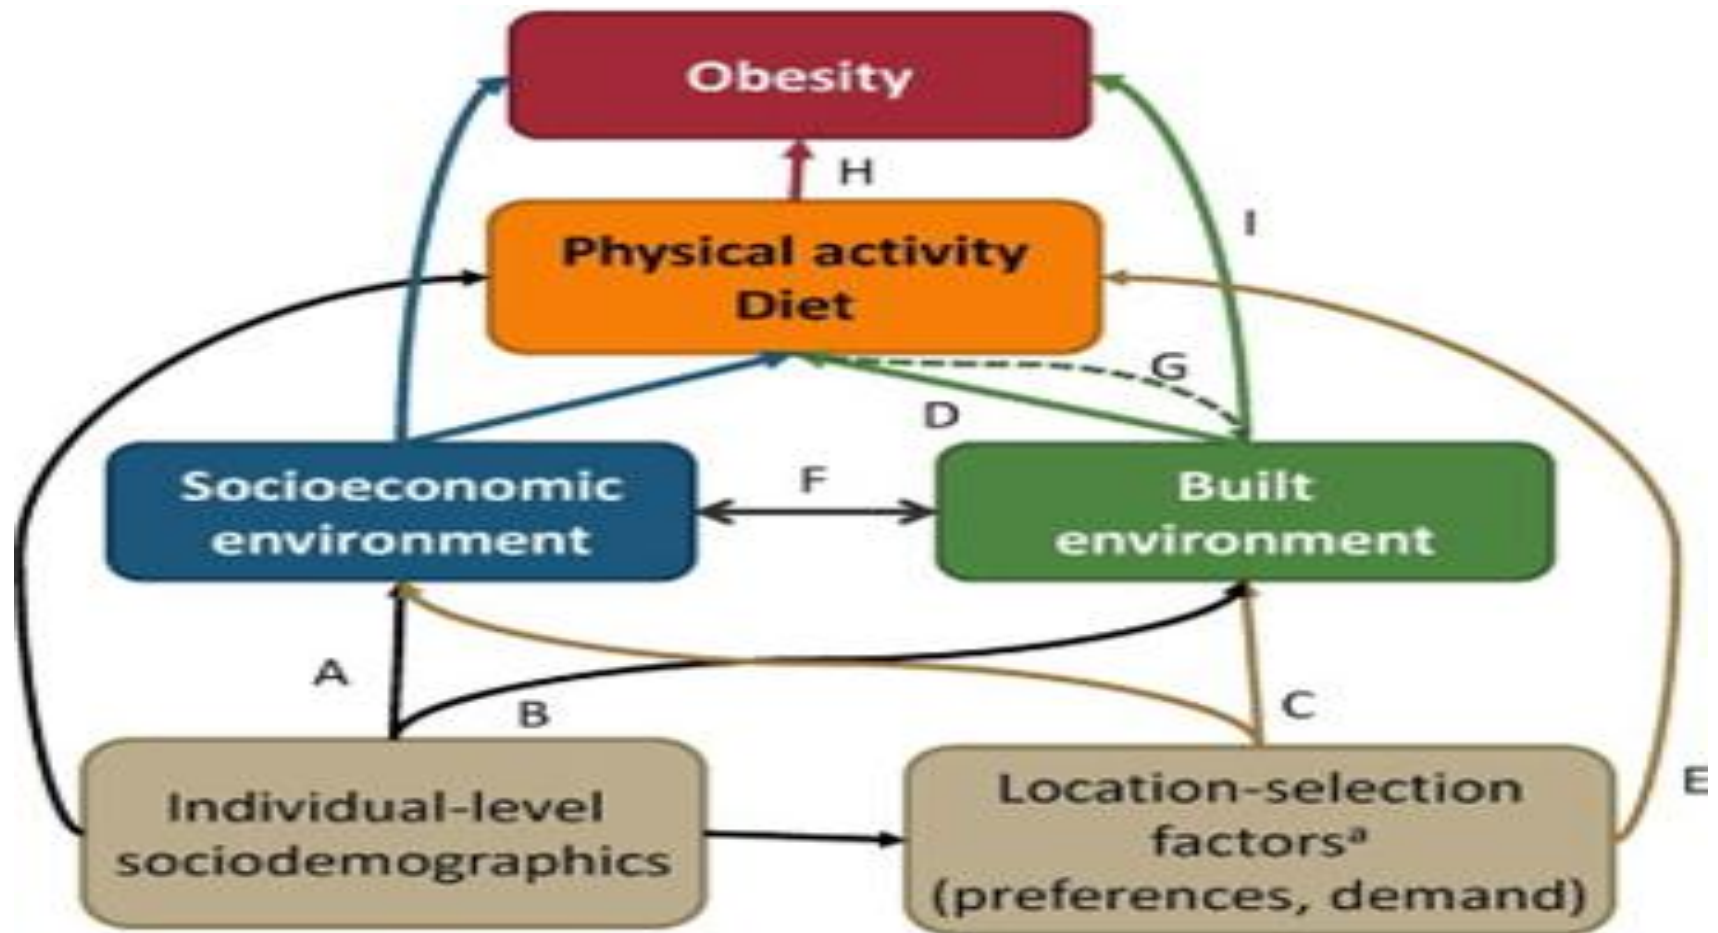 Obesity
H
I
Physical activity
Diet
G
D
Socioeconomic
environment
F
Built
environment
A
B
C
Individual-level
sociodemographics
Location-selection
factorsᵃ
(preferences, demand)
E